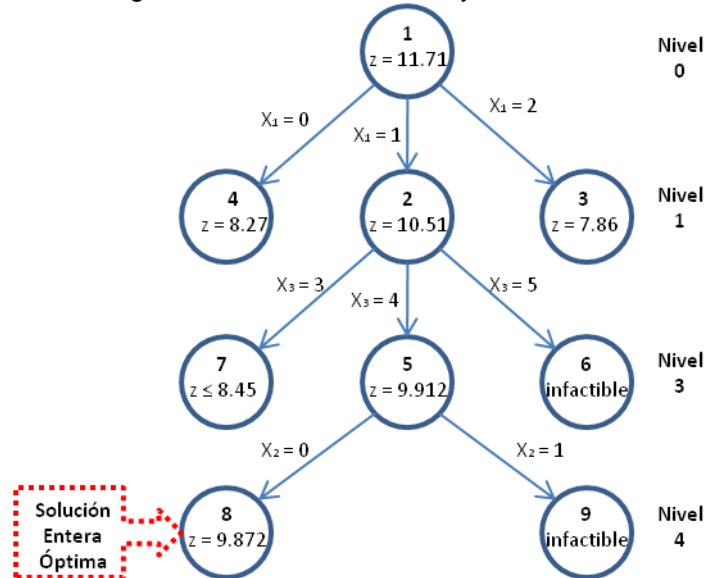 1
z = 11.71
Nivel
0
X₁ = 0
X₁ = 1
X₁ = 2
4
z = 8.27
2
z = 10.51
3
z = 7.86
Nivel
1
X₃ = 3
X₃ = 4
X₃ = 5
7
z ≤ 8.45
5
z = 9.912
6
infactible
Nivel
3
X₂ = 0
X₂ = 1
Solución
Entera
Óptima
8
z = 9.872
9
infactible
Nivel
4